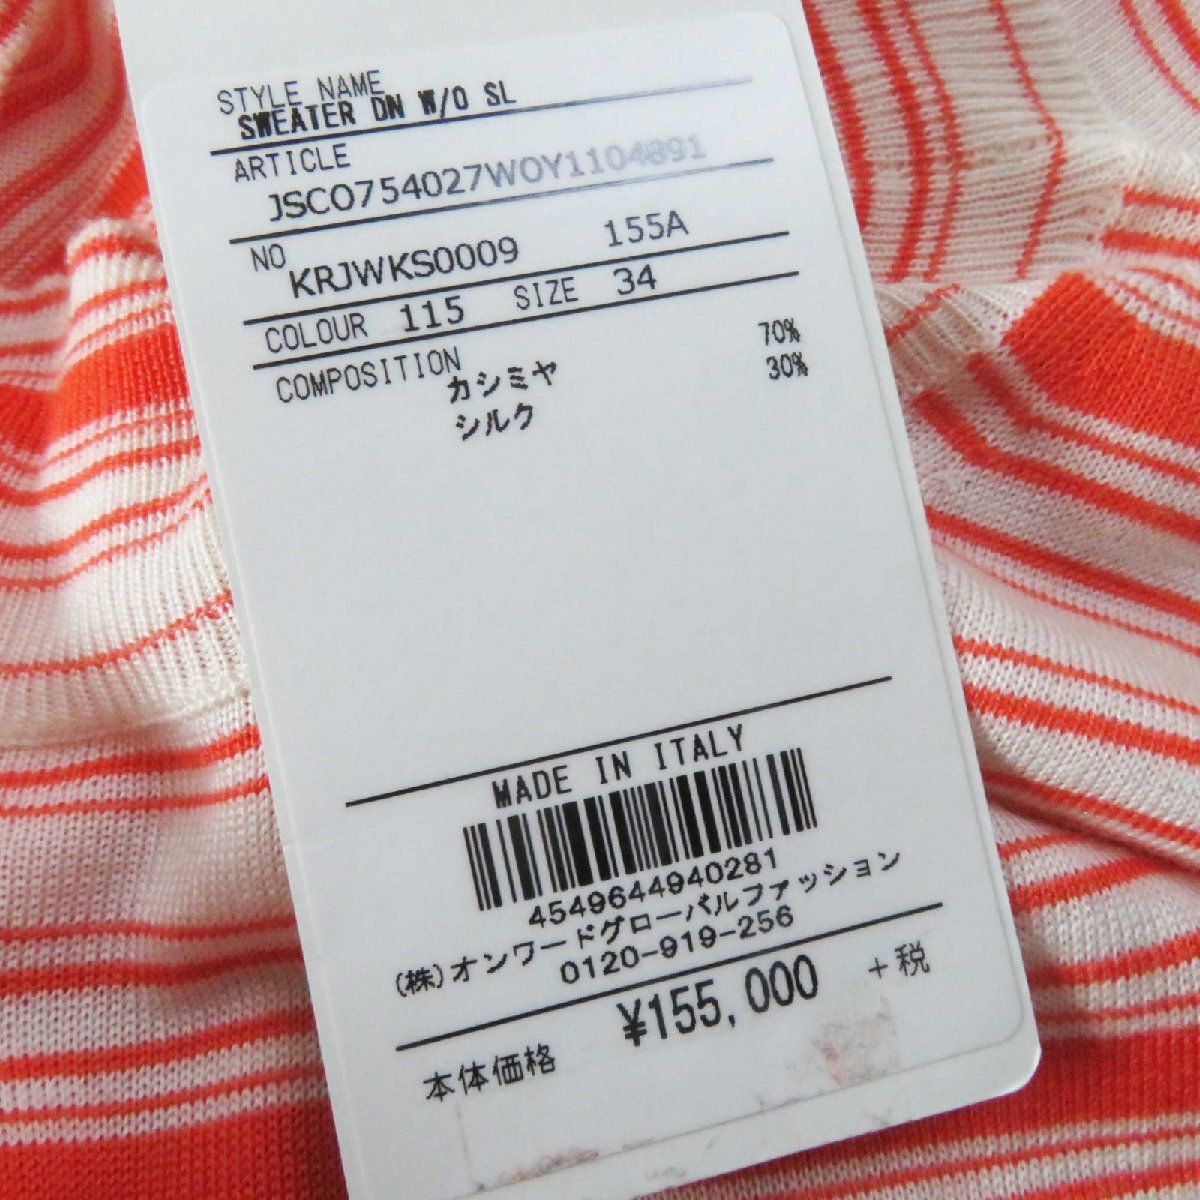 STYLE NAME
SWEATER DN W/O SL
ARTICLE
JSCO754027WOY1104891
NO
KRJWKS0009 155A
COLOUR 115 SIZE 34
COMPOSITION
カシミヤ 70%
シルク 30%
MADE IN ITALY
4549644940281
(株)オンワードグローバルファッション
0120-919-256
本体価格 ¥155,000 +税